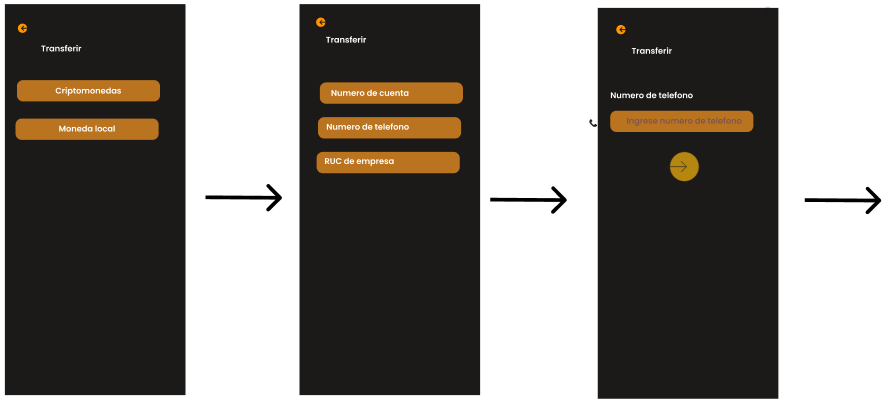 Transferir
Criptomonedas
Moneda local
Transferir
Numero de cuenta
Numero de telefono
RUC de empresa
Transferir
Numero de telefono
Ingrese numero de telefono